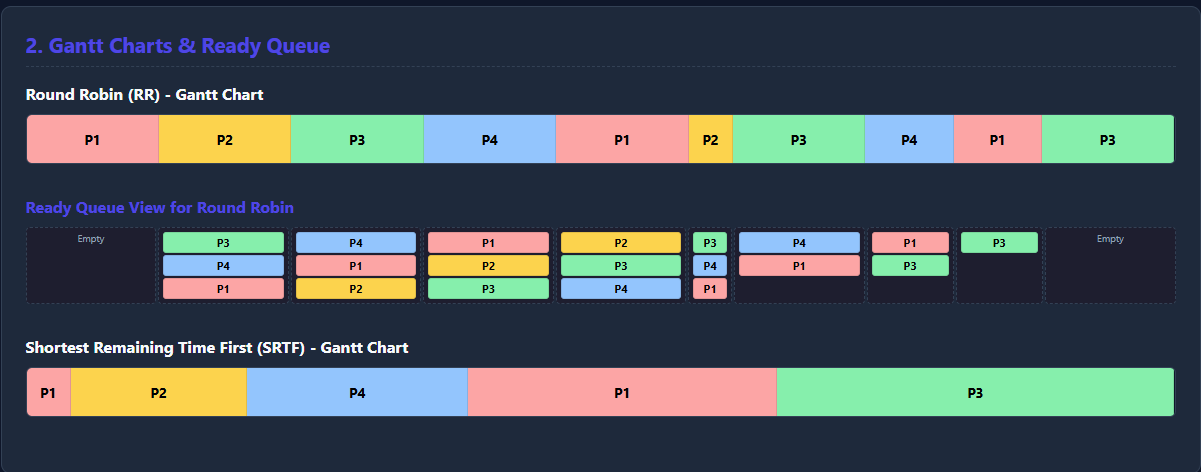 2. Gantt Charts & Ready Queue
Round Robin (RR) - Gantt Chart
P1 P2 P3 P4 P1 P2 P3 P4 P1 P3
Ready Queue View for Round Robin
Empty P3 P4 P1 P2 P3 P4 P1 P3 Empty
P4 P1 P2 P3 P4 P1 P3
P1 P2 P3 P4 P1
Shortest Remaining Time First (SRTF) - Gantt Chart
P1 P2 P4 P1 P3